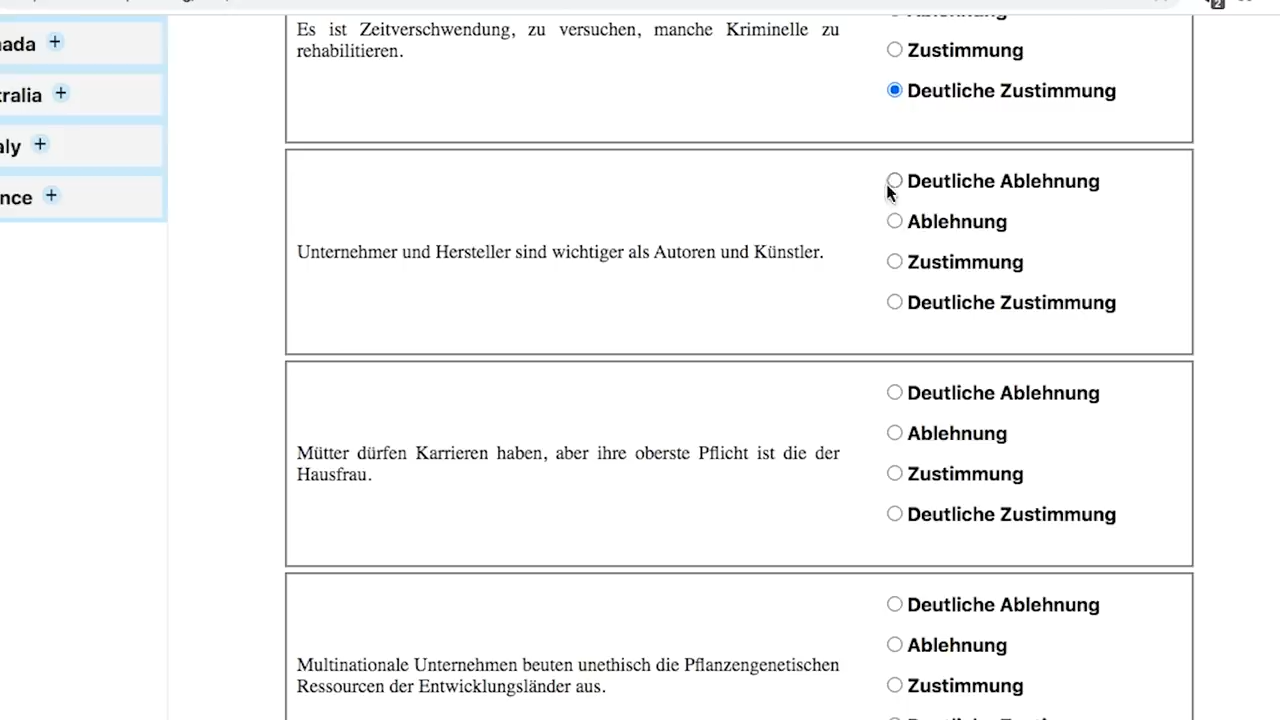 2
ada +
tralia +
aly +
nce +
Es ist Zeitverschwendung, zu versuchen, manche Kriminelle zu
rehabilitieren.
Zustimmung
Deutliche Zustimmung
Unternehmer und Hersteller sind wichtiger als Autoren und Künstler.
Deutliche Ablehnung
Ablehnung
Zustimmung
Deutliche Zustimmung
Mütter dürfen Karrieren haben, aber ihre oberste Pflicht ist die der
Hausfrau.
Deutliche Ablehnung
Ablehnung
Zustimmung
Deutliche Zustimmung
Multinationale Unternehmen beuten unethisch die Pflanzengenetischen
Ressourcen der Entwicklungsländer aus.
Deutliche Ablehnung
Ablehnung
Zustimmung